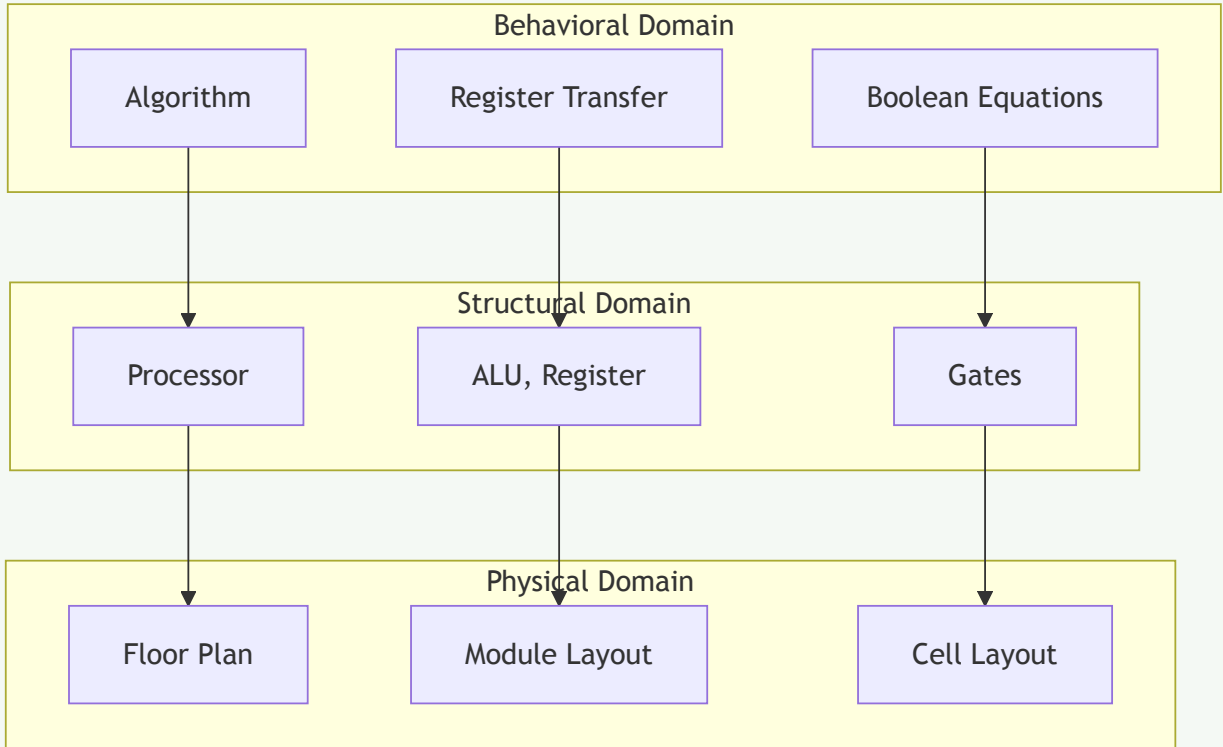 Behavioral Domain
Algorithm
Register Transfer
Boolean Equations
Structural Domain
Processor
ALU, Register
Gates
Physical Domain
Floor Plan
Module Layout
Cell Layout